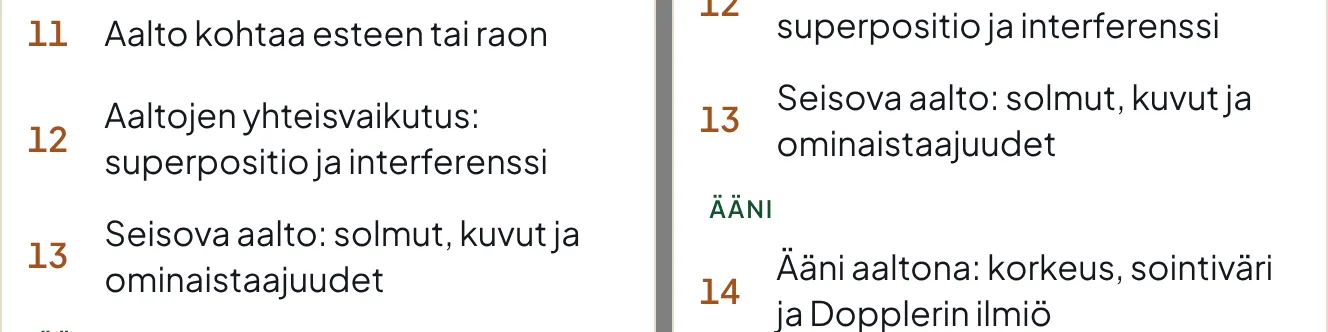 11 Aalto kohtaa esteen tai raon
12 Aaltojen yhteisvaikutus:
superpositio ja interferenssi
13 Seisova aalto: solmut, kuvut ja
ominaistaajuudet
12
superpositio ja interferenssi
13 Seisova aalto: solmut, kuvut ja
ominaistaajuudet
ÄÄNI
14 Ääni aaltona: korkeus, sointiväri
ja Dopplerin ilmiö